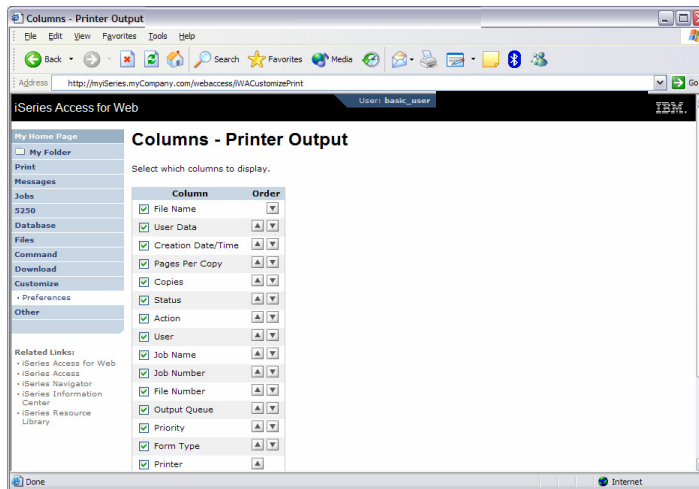 Columns - Printer Output
File Edit View Favorites Tools Help
Back Search Favorites Media
Address http://myiSeries.myCompany.com/webaccess/iWACustomizePrint Go
iSeries Access for Web
User: basic_user
IBM.
My Home Page
My Folder
Print
Messages
Jobs
5250
Database
Files
Command
Download
Customize
• Preferences
Other
Related Links:
• iSeries Access for Web
• iSeries Access
• iSeries Navigator
• iSeries Information
Center
• iSeries Resource
Library
Columns - Printer Output
Select which columns to display.
Column Order
File Name
User Data
Creation Date/Time
Pages Per Copy
Copies
Status
Action
User
Job Name
Job Number
File Number
Output Queue
Priority
Form Type
Printer
Done Internet